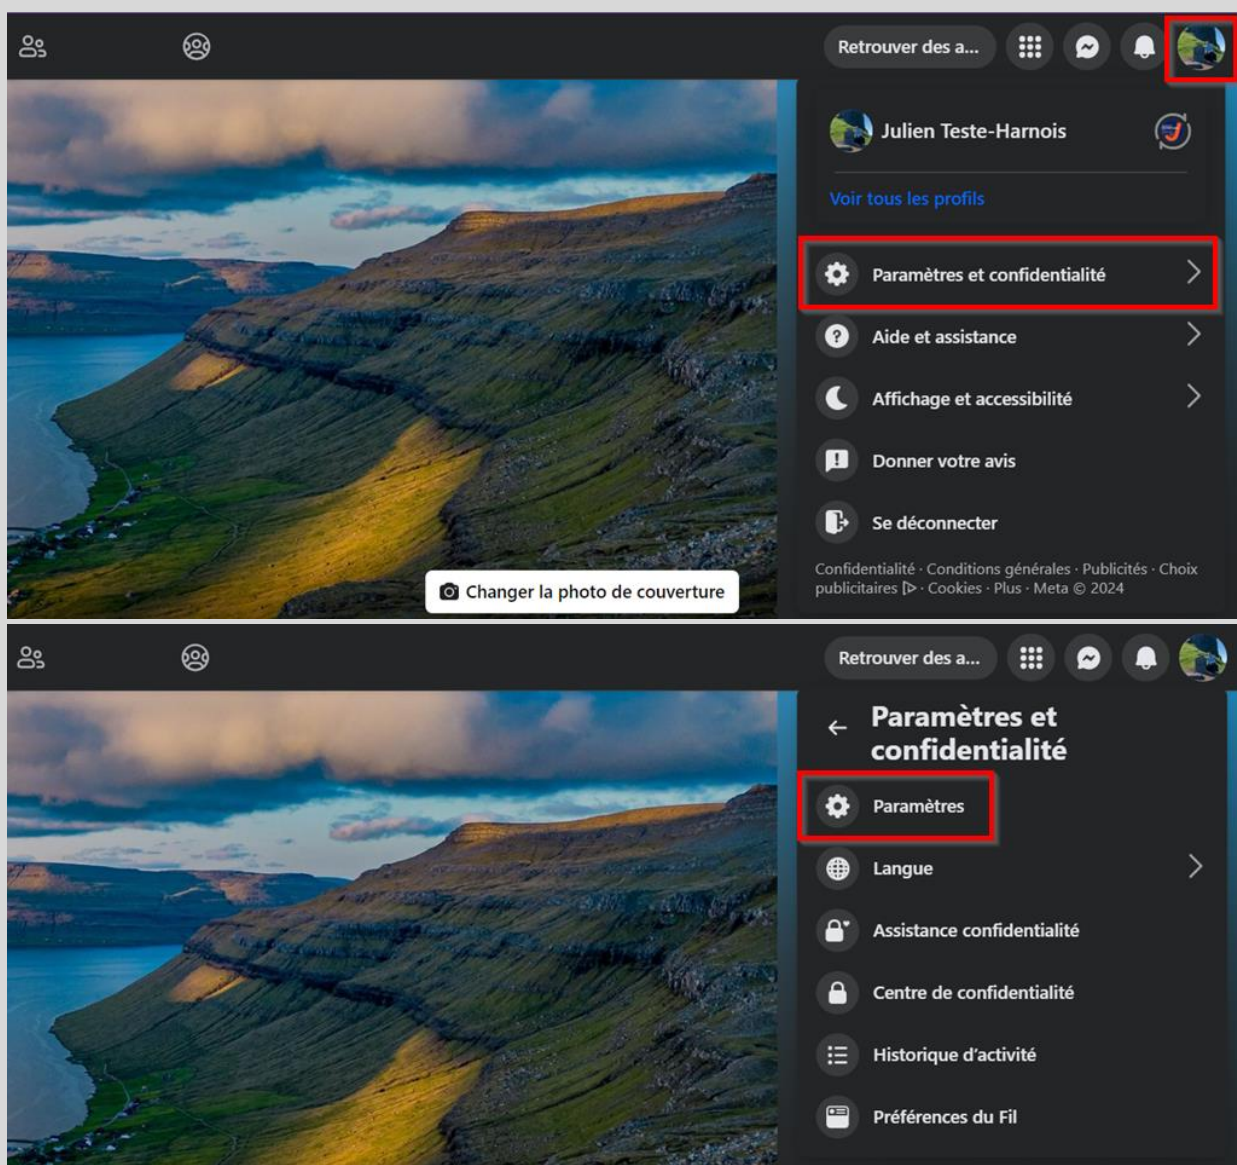 Retrouver des a...
Julien Teste-Harnois
Voir tous les profils
Paramètres et confidentialité
Aide et assistance
Affichage et accessibilité
Donner votre avis
Se déconnecter
Confidentialité · Conditions générales · Publicités · Choix
publicitaires · Cookies · Plus · Meta © 2024
Changer la photo de couverture
Retrouver des a...
Paramètres et
confidentialité
Paramètres
Langue
Assistance confidentialité
Centre de confidentialité
Historique d'activité
Préférences du Fil